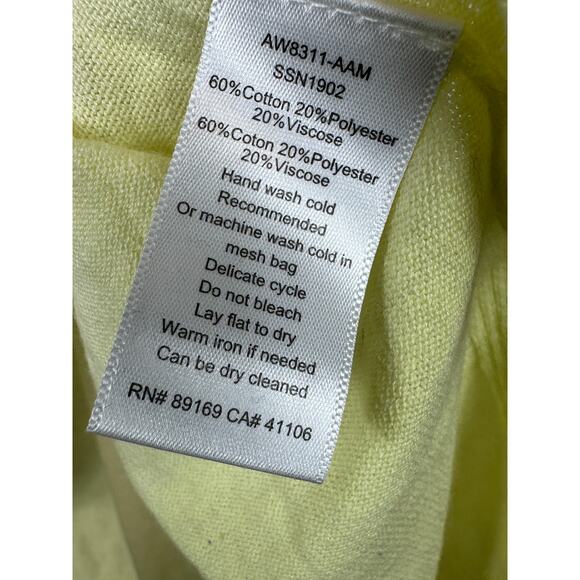 AW8311-AAM
SSN1902
60%Cotton 20%Polyester
20%Viscose
60%Coton 20%Polyester
20%Viscose
Hand wash cold
Recommended
Or machine wash cold in
mesh bag
Delicate cycle
Do not bleach
Lay flat to dry
Warm iron if needed
Can be dry cleaned
RN# 89169 CA# 41106